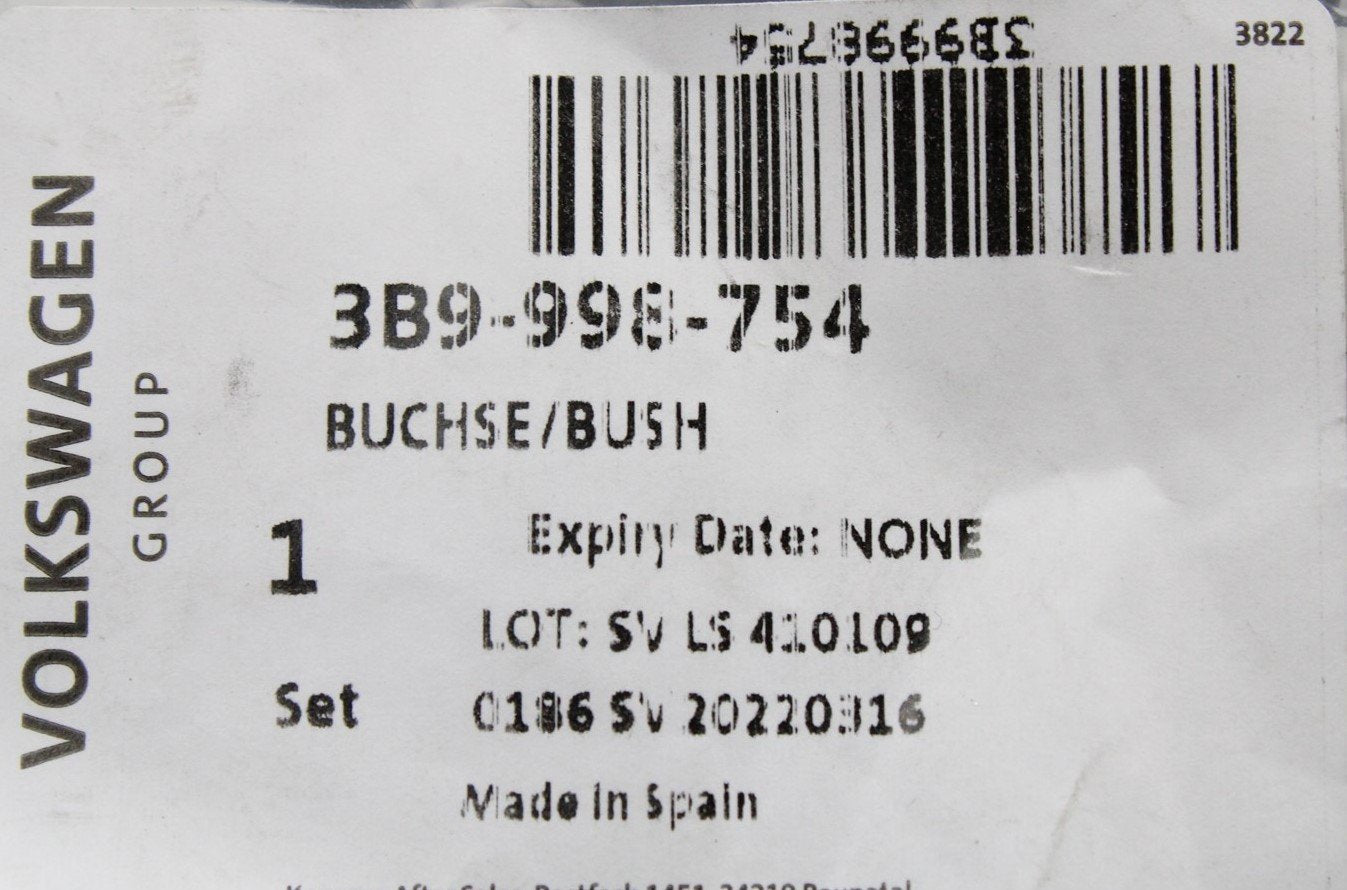 3822
3B9998754
3B9-998-754
BUCHSE/BUSH
Expiry Date: NONE
1
LOT: SV LS 410109
Set
0186 SV 20220316
Made in Spain
VOLKSWAGEN
GROUP